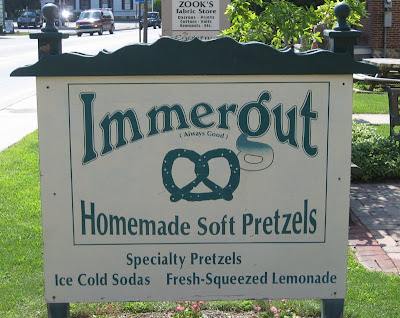 ZOOK'S
Fabric Store
Immergut
(Always Good)
Homemade Soft Pretzels
Specialty Pretzels
Ice Cold Sodas Fresh-Squeezed Lemonade